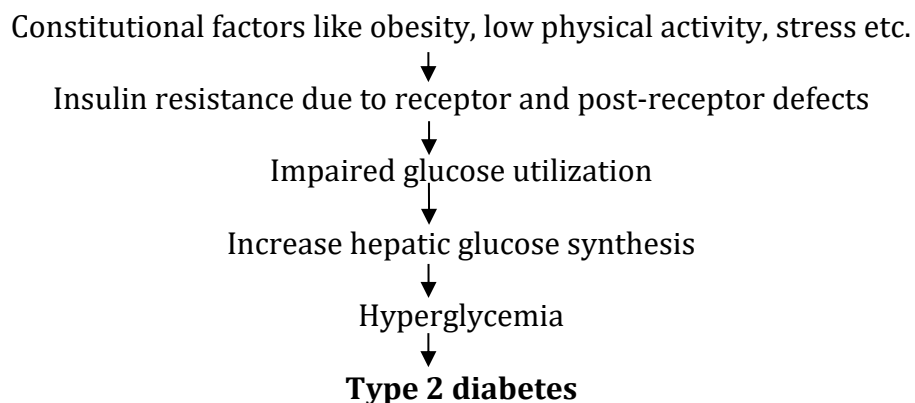 Constitutional factors like obesity, low physical activity, stress etc.
Insulin resistance due to receptor and post-receptor defects
Impaired glucose utilization
Increase hepatic glucose synthesis
Hyperglycemia
Type 2 diabetes